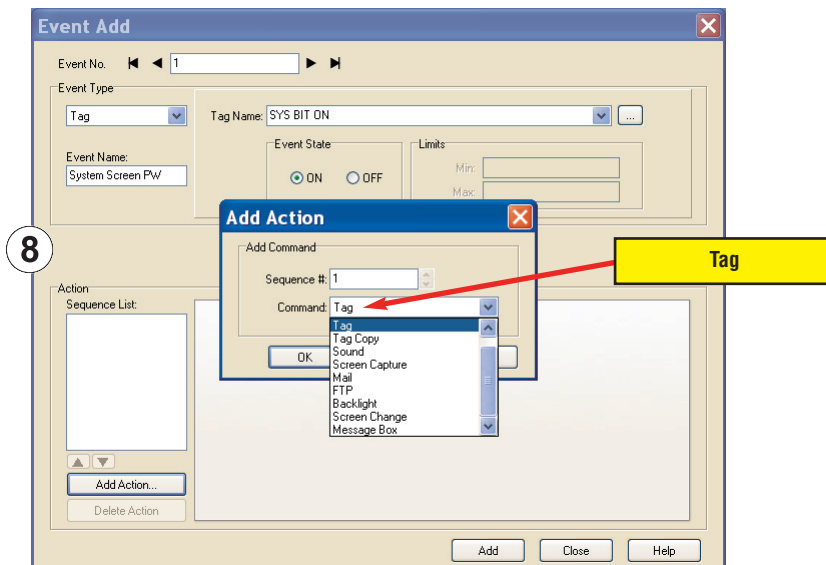 Event Add
Event No. 1
Event Type
Tag
Tag Name: SYS BIT ON
...
Event Name:
System Screen PW
Event State
ON OFF
Limits
Min:
Max:
8
Add Action
Add Command
Sequence #: 1
Command: Tag
Tag
Tag
Tag Copy
Sound
Screen Capture
Mail
FTP
Backlight
Screen Change
Message Box
OK
Action
Sequence List:
Add Action...
Delete Action
Add Close Help